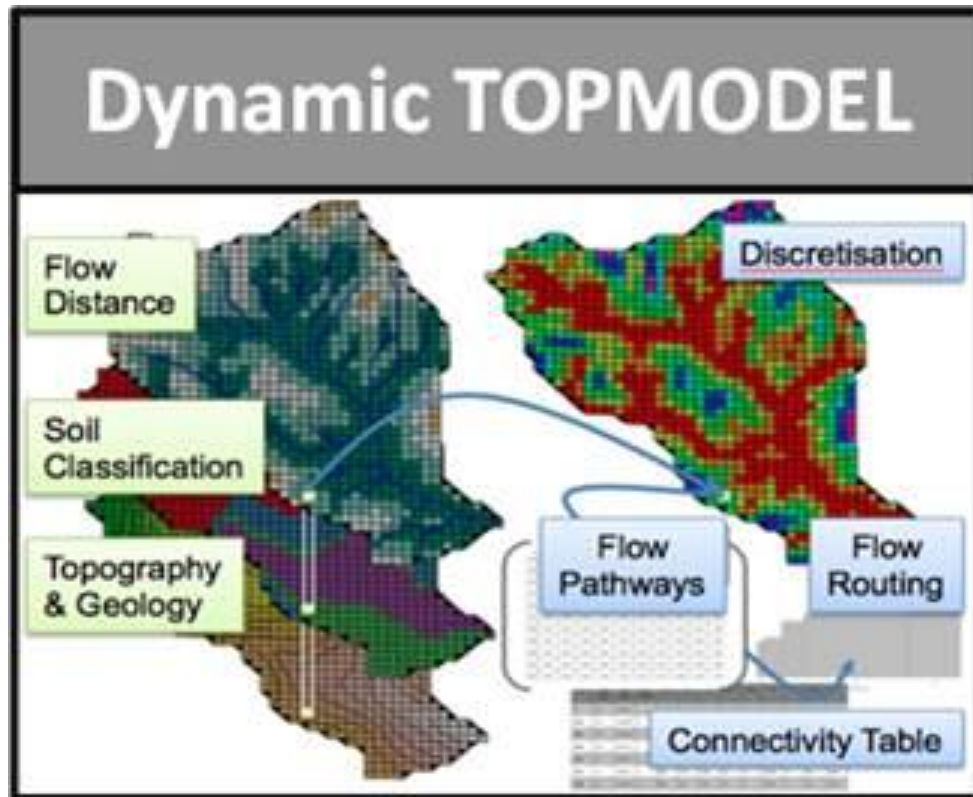 Dynamic TOPMODEL
Flow
Distance
Discretisation
Soil
Classification
Topography
& Geology
Flow
Pathways
Flow
Routing
Connectivity Table